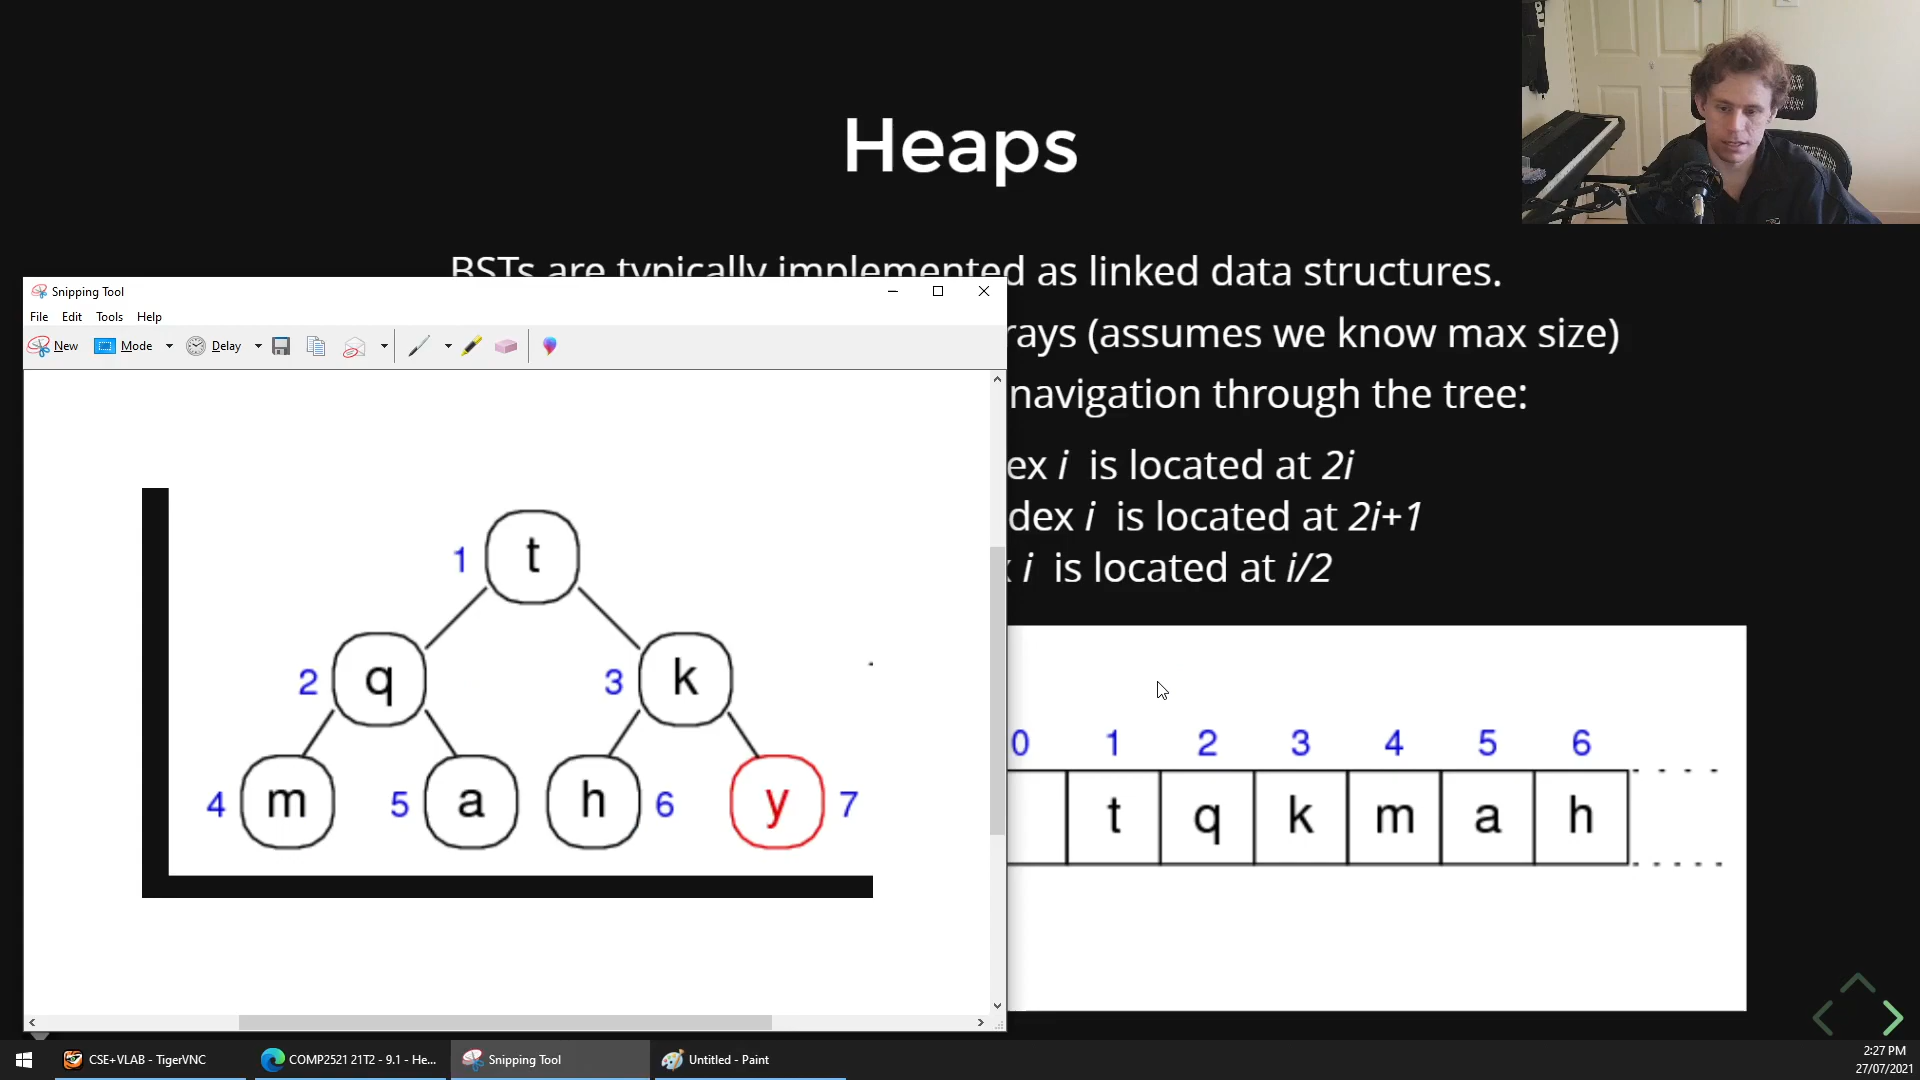 Heaps
BSTs are typically implemented as linked data structures.
rays (assumes we know max size)
navigation through the tree:
ex i is located at 2i
dex i is located at 2i+1
i is located at i/2
Snipping Tool
File Edit Tools Help
New Mode Delay
1 t
2 q 3 k
4 m 5 a h 6 y 7
0 1 2 3 4 5 6
t q k m a h
CSE+VLAB - TigerVNC
COMP2521 21T2 - 9.1 - He...
Snipping Tool
Untitled - Paint
2:27 PM
27/07/2021